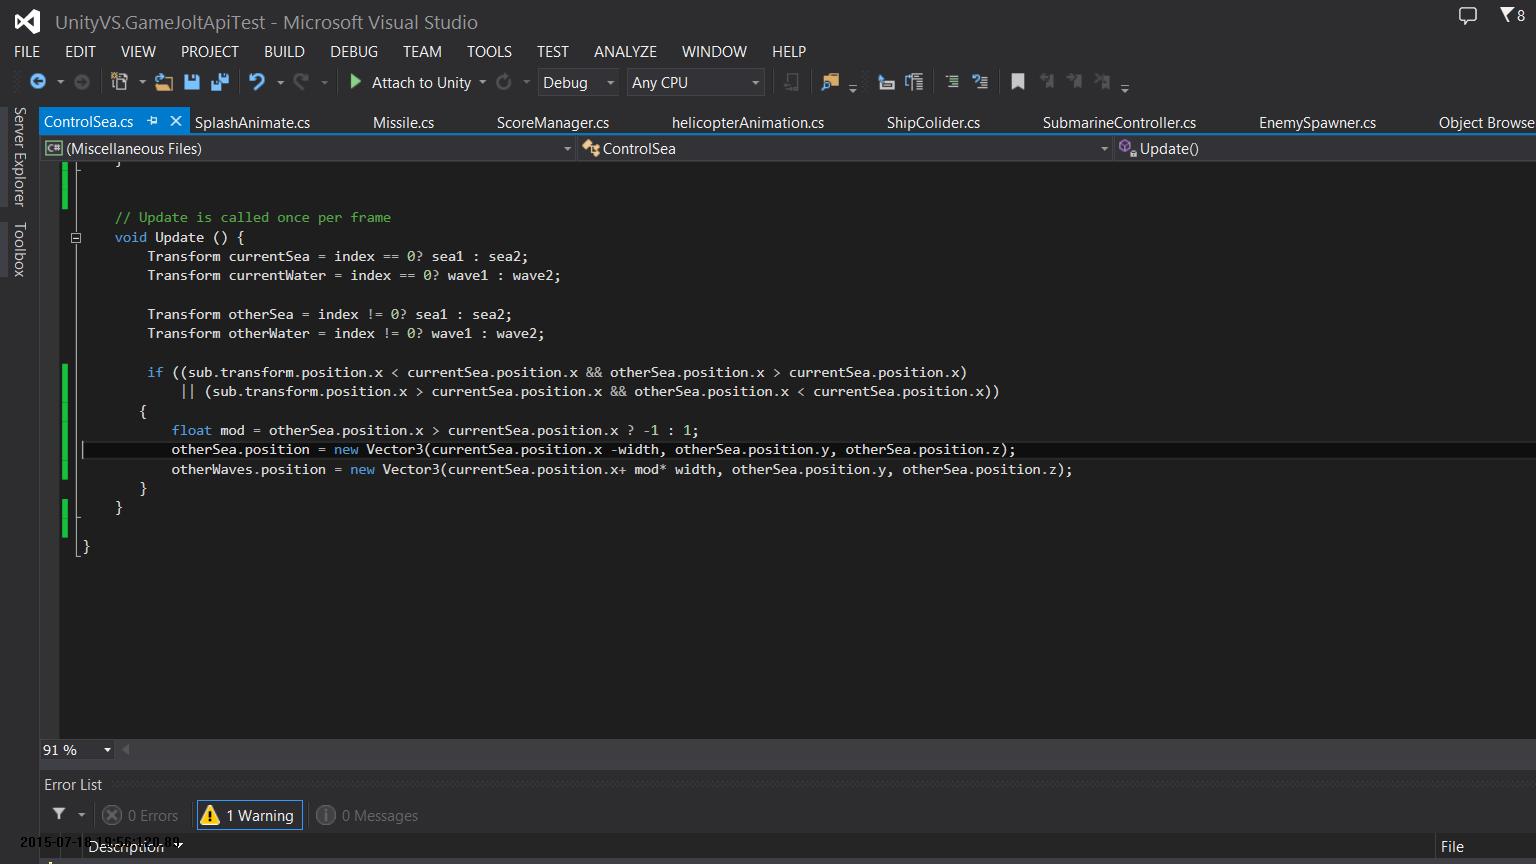 UnityVS.GameJoltApiTest - Microsoft Visual Studio
8
FILE EDIT VIEW PROJECT BUILD DEBUG TEAM TOOLS TEST ANALYZE WINDOW HELP
Attach to Unity Debug Any CPU
Server Explorer
Toolbox
ControlSea.cs SplashAnimate.cs Missile.cs ScoreManager.cs helicopterAnimation.cs ShipColider.cs SubmarineController.cs EnemySpawner.cs Object Browse
C# (Miscellaneous Files) ControlSea Update()
}
// Update is called once per frame
void Update () {
Transform currentSea = index == 0? sea1 : sea2;
Transform currentWater = index == 0? wave1 : wave2;
Transform otherSea = index != 0? sea1 : sea2;
Transform otherWater = index != 0? wave1 : wave2;
if ((sub.transform.position.x < currentSea.position.x && otherSea.position.x > currentSea.position.x)
|| (sub.transform.position.x > currentSea.position.x && otherSea.position.x < currentSea.position.x))
{
float mod = otherSea.position.x > currentSea.position.x ? -1 : 1;
otherSea.position = new Vector3(currentSea.position.x -width, otherSea.position.y, otherSea.position.z);
otherWaves.position = new Vector3(currentSea.position.x+ mod* width, otherSea.position.y, otherSea.position.z);
}
}
}
91 %
Error List
0 Errors 1 Warning 0 Messages
Description File